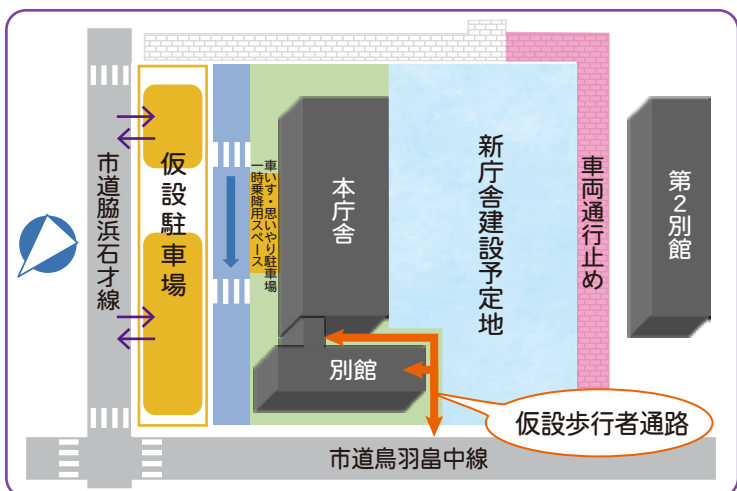 市道脇浜石才線
仮設駐車場
車いす・思いやり駐車場
一時乗降用スペース
本庁舎
新庁舎建設予定地
車両通行止め
第2別館
別館
仮設歩行者通路
市道鳥羽畠中線